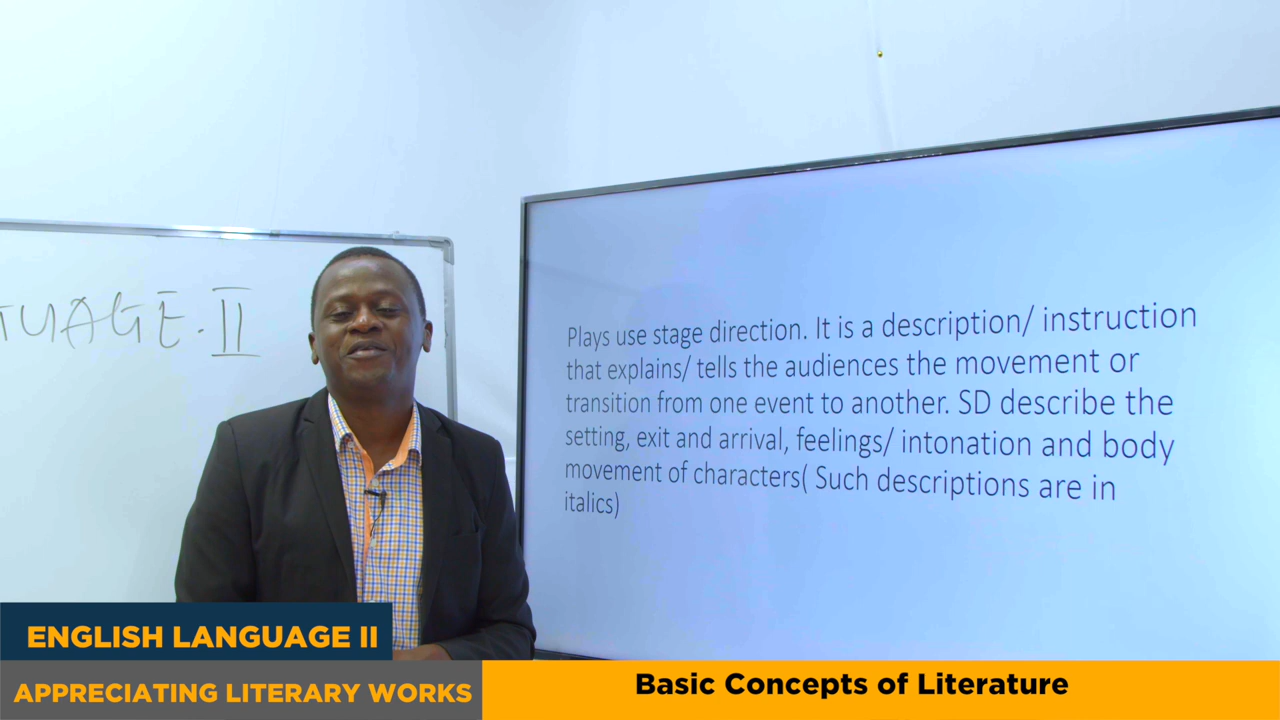 TUAGE. II
Plays use stage direction. It is a description/ instruction
that explains/ tells the audiences the movement or
transition from one event to another. SD describe the
setting, exit and arrival, feelings/ intonation and body
movement of characters( Such descriptions are in
italics)
ENGLISH LANGUAGE II
APPRECIATING LITERARY WORKS
Basic Concepts of Literature